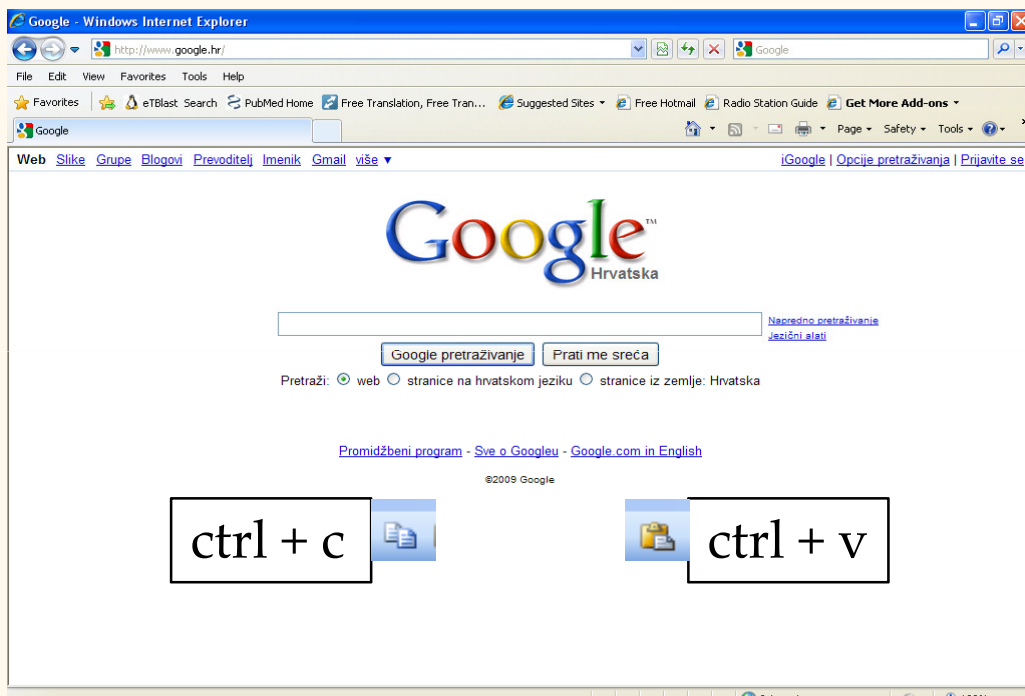 Google - Windows Internet Explorer
http://www.google.hr/ Google
File Edit View Favorites Tools Help
Favorites eTBlast Search PubMed Home Free Translation, Free Tran... Suggested Sites Free Hotmail Radio Station Guide Get More Add-ons
Google Page Safety Tools
Web Slike Grupe Blogovi Prevoditelj Imenik Gmail više ▼ iGoogle | Opcije pretraživanja | Prijavite se
Google™
Hrvatska
Napredno pretraživanje
Jezični alati
Google pretraživanje Prati me sreća
Pretraži: web stranice na hrvatskom jeziku stranice iz zemlje: Hrvatska
Promidžbeni program - Sve o Googleu - Google.com in English
©2009 Google
ctrl + c ctrl + v